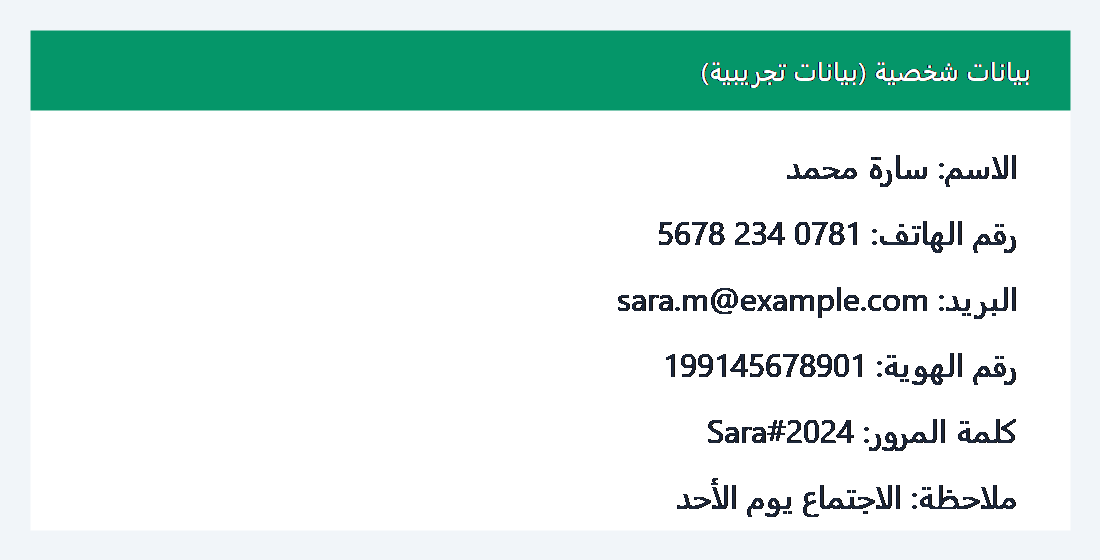 بيانات شخصية (بيانات تجريبية)
الاسم: سارة محمد
رقم الهاتف: 0781 234 5678
البريد: sara.m@example.com
رقم الهوية: 199145678901
كلمة المرور: Sara#2024
ملاحظة: الاجتماع يوم الأحد